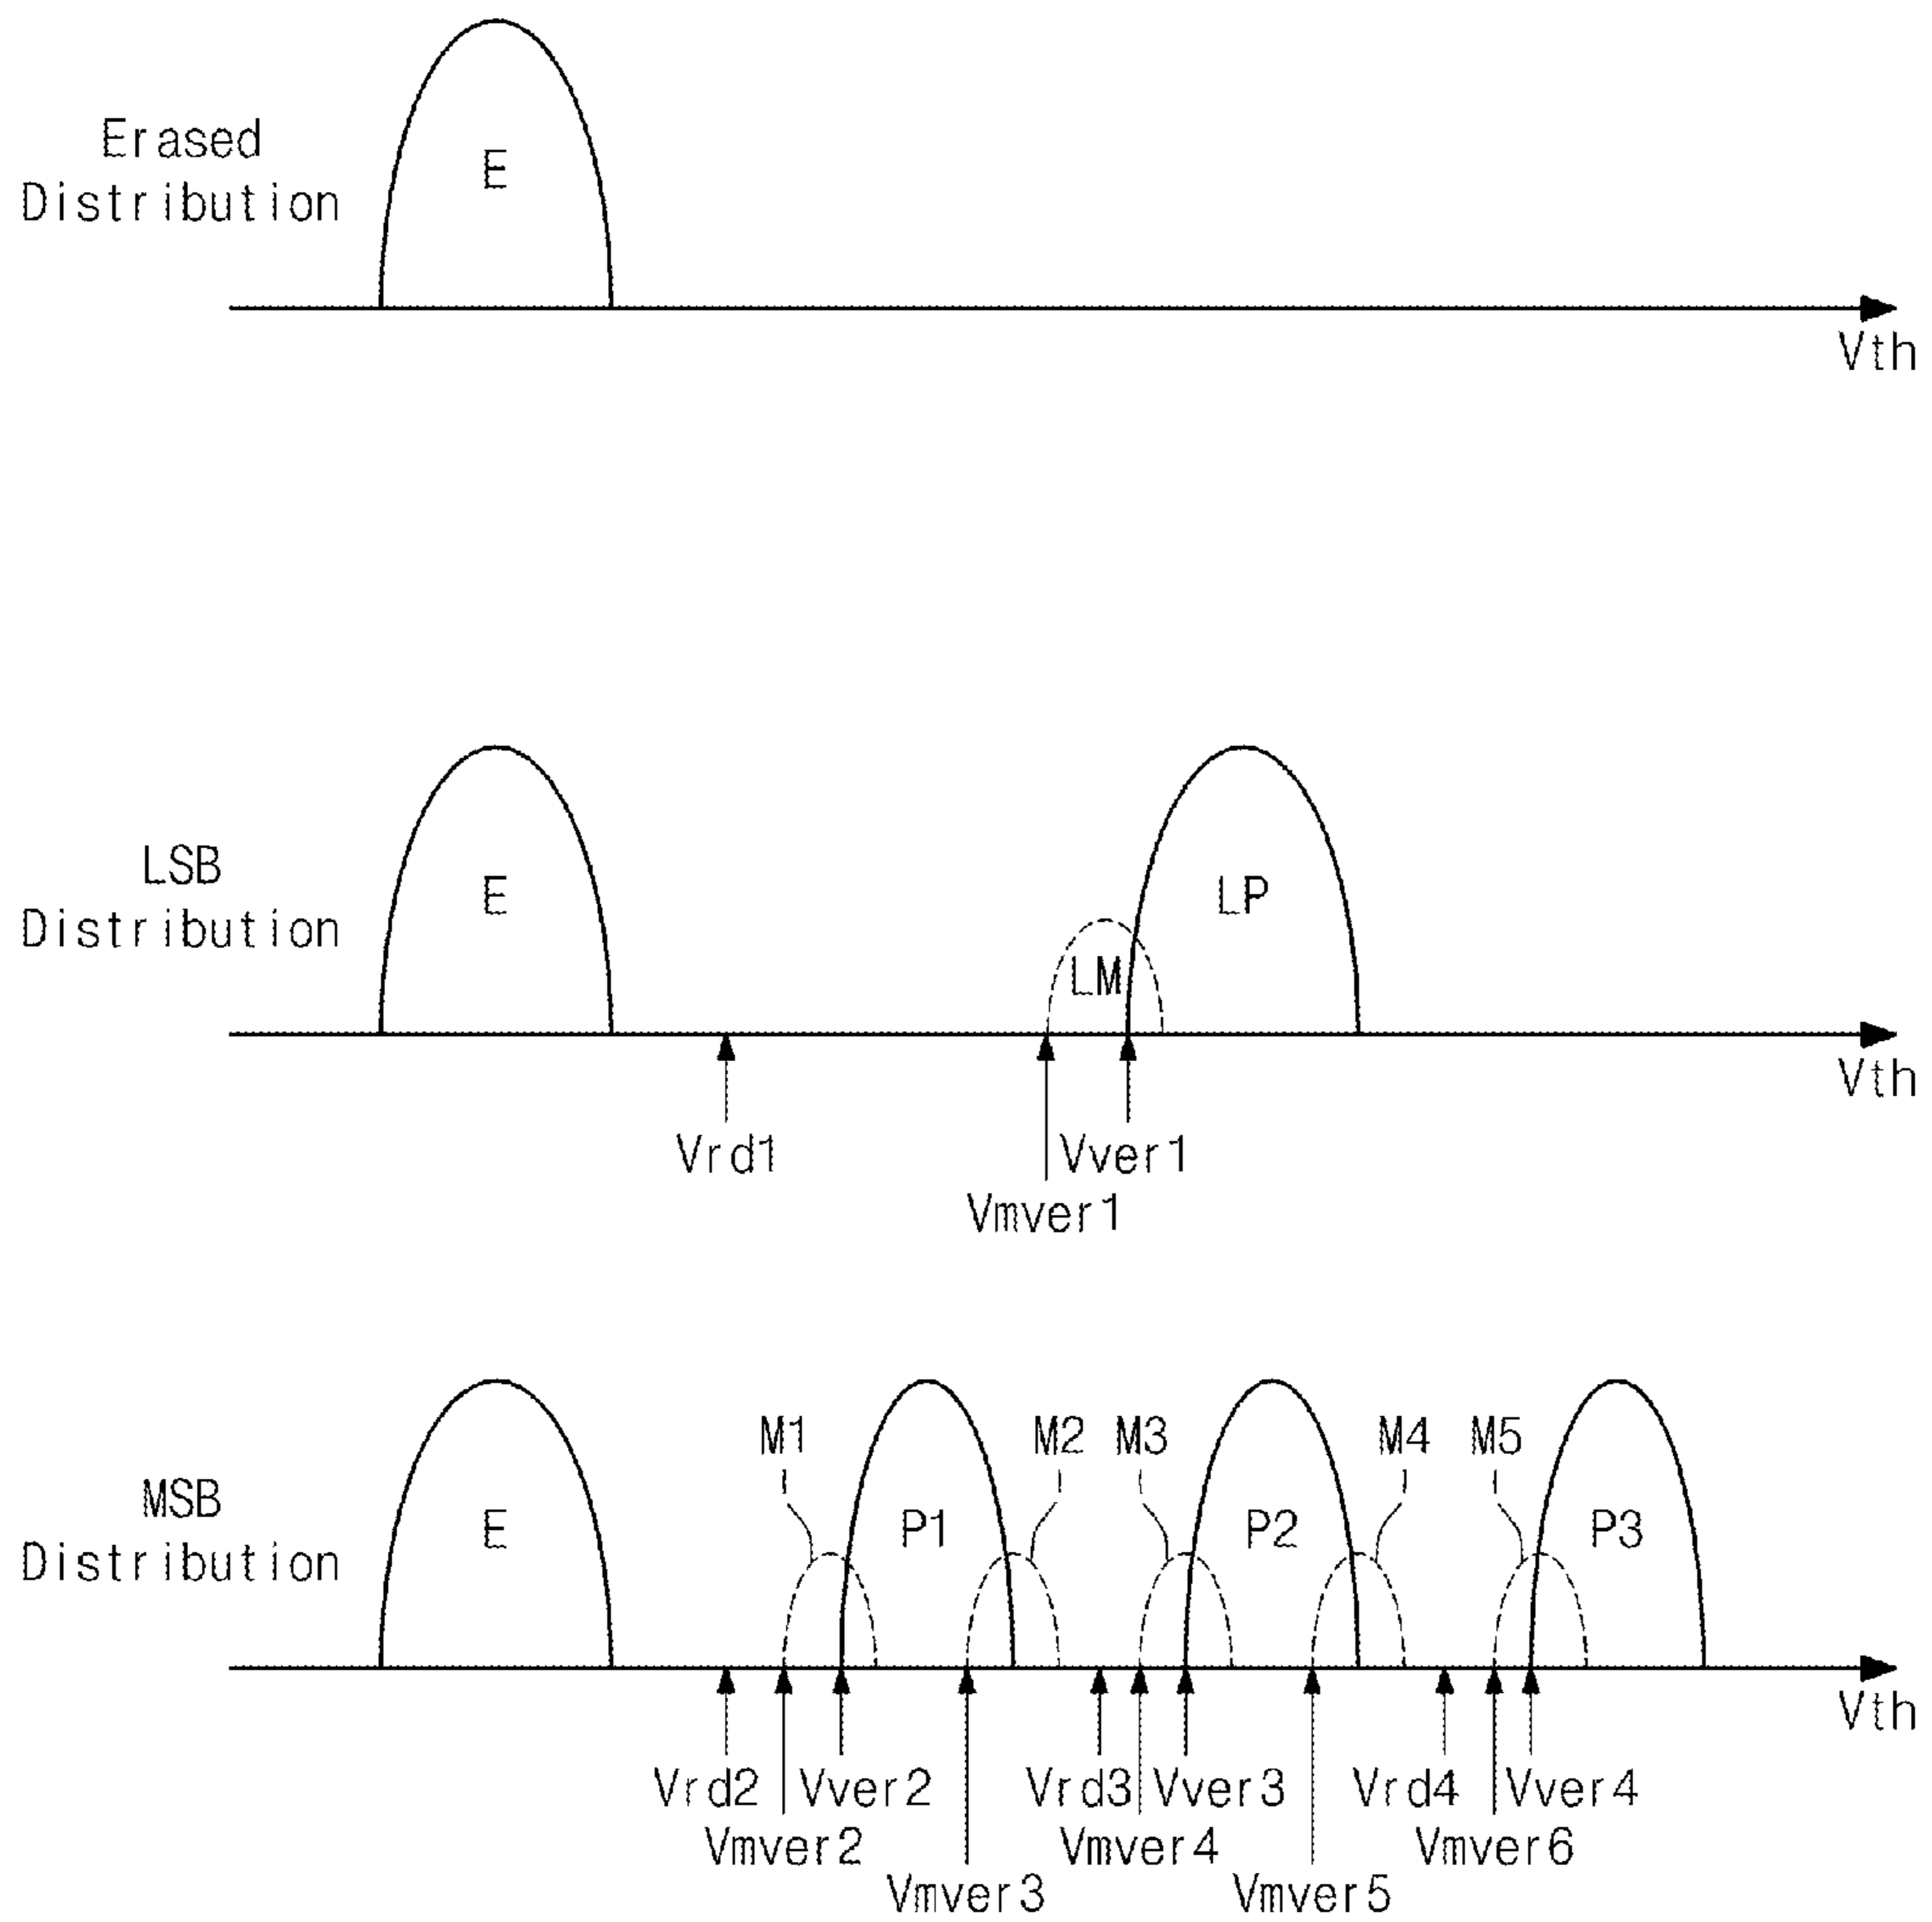 Erased
Distribution
E
Vth
LSB
Distribution
E
LM
LP
Vth
Vrd1
Vver1
Vmver1
M1
M2
M3
M4
M5
MSB
Distribution
E
P1
P2
P3
Vth
Vrd2
Vver2
Vrd3
Vver3
Vrd4
Vver4
Vmver2
Vmver4
Vmver6
Vmver3
Vmver5